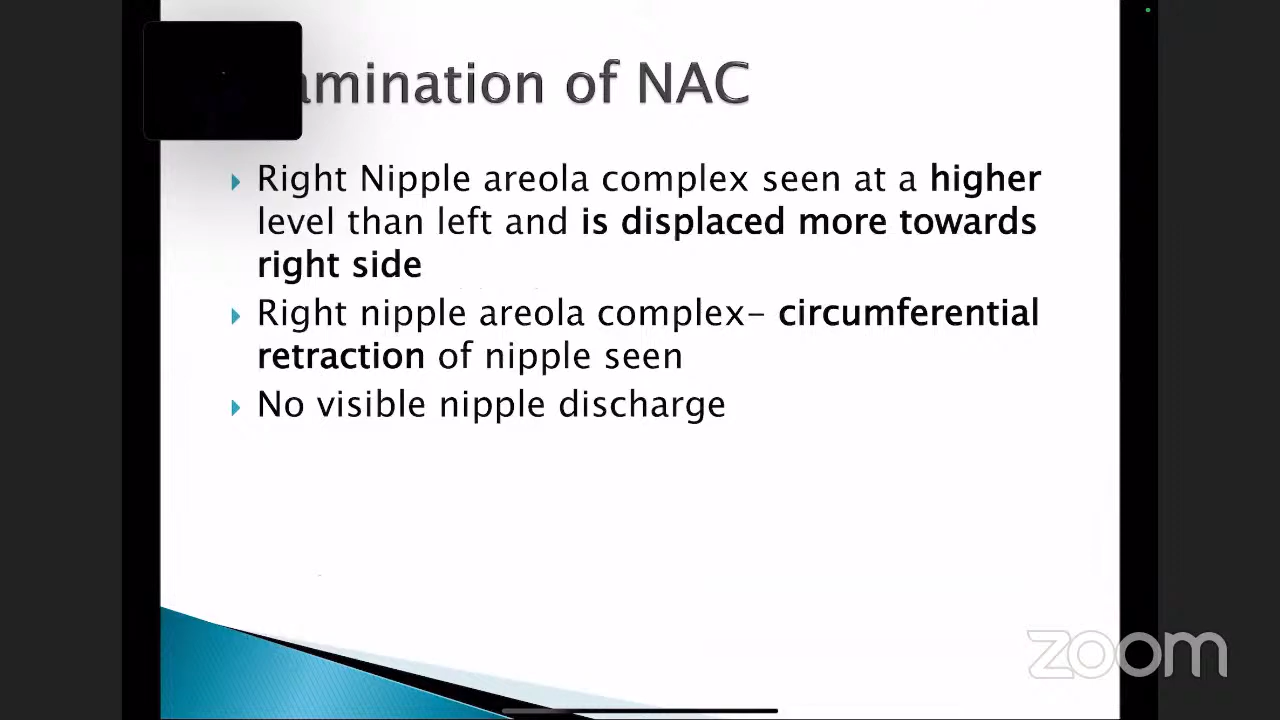 amination of NAC
Right Nipple areola complex seen at a higher
level than left and is displaced more towards
right side
Right nipple areola complex- circumferential
retraction of nipple seen
No visible nipple discharge
zoom